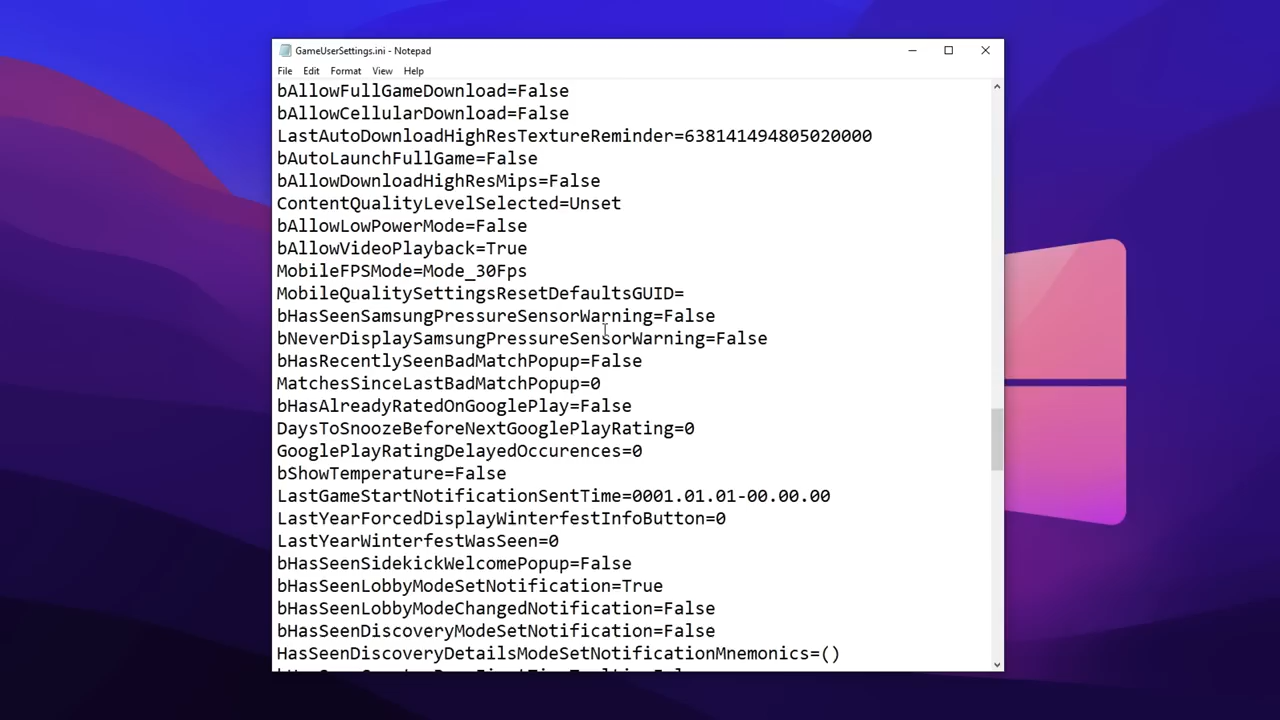 GameUserSettings.ini - Notepad
File Edit Format View Help
bAllowFullGameDownload=False
bAllowCellularDownload=False
LastAutoDownloadHighResTextureReminder=638141494805020000
bAutoLaunchFullGame=False
bAllowDownloadHighResMips=False
ContentQualityLevelSelected=Unset
bAllowLowPowerMode=False
bAllowVideoPlayback=True
MobileFPSMode=Mode_30Fps
MobileQualitySettingsResetDefaultsGUID=
bHasSeenSamsungPressureSensorWarning=False
bNeverDisplaySamsungPressureSensorWarning=False
bHasRecentlySeenBadMatchPopup=False
MatchesSinceLastBadMatchPopup=0
bHasAlreadyRatedOnGooglePlay=False
DaysToSnoozeBeforeNextGooglePlayRating=0
GooglePlayRatingDelayedOccurences=0
bShowTemperature=False
LastGameStartNotificationSentTime=0001.01.01-00.00.00
LastYearForcedDisplayWinterfestInfoButton=0
LastYearWinterfestWasSeen=0
bHasSeenSidekickWelcomePopup=False
bHasSeenLobbyModeSetNotification=True
bHasSeenLobbyModeChangedNotification=False
bHasSeenDiscoveryModeSetNotification=False
HasSeenDiscoveryDetailsModeSetNotificationMnemonics=()